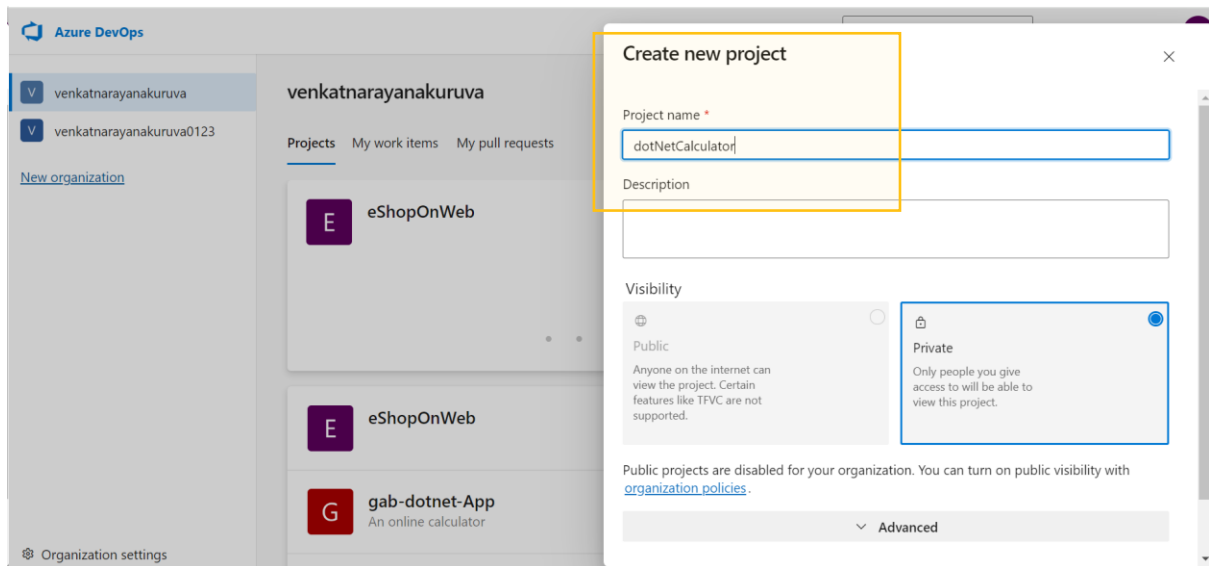 Azure DevOps
V venkatnarayanakuruva
V venkatnarayanakuruva0123
New organization
Organization settings
venkatnarayanakuruva
Projects My work items My pull requests
E eShopOnWeb
E eShopOnWeb
G gab-dotnet-App
An online calculator
Create new project
Project name *
dotNetCalculator
Description
Visibility
Public
Anyone on the internet can
view the project. Certain
features like TFVC are not
supported.
Private
Only people you give
access to will be able to
view this project.
Public projects are disabled for your organization. You can turn on public visibility with
organization policies.
Advanced